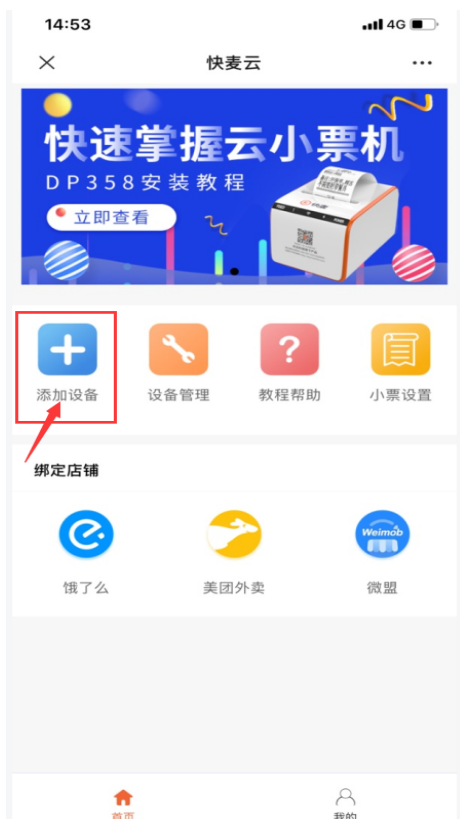 14:53
4G
快麦云
快速掌握云小票机
DP358安装教程
立即查看
添加设备
设备管理
教程帮助
小票设置
绑定店铺
Weimob
饿了么
美团外卖
微盟
首页
我的